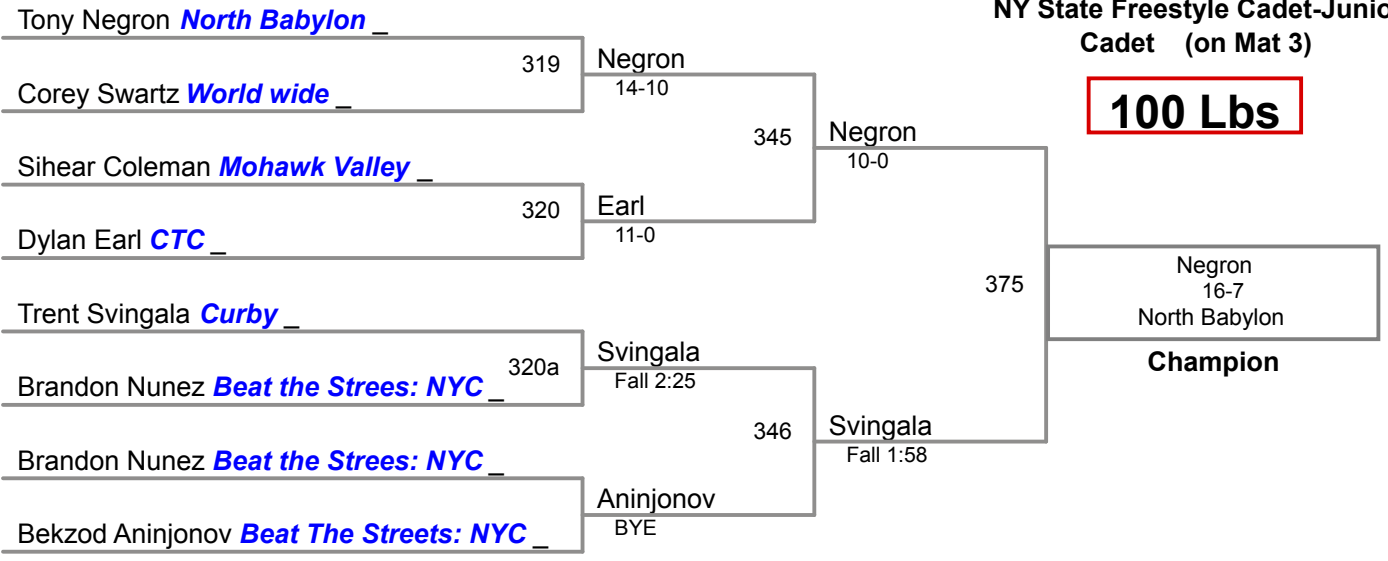 Tony Negron North Babylon _
NY State Freestyle Cadet-Junio
Cadet (on Mat 3)
100 Lbs
319
Negron
14-10
Corey Swartz World wide _
345
Negron
10-0
Sihear Coleman Mohawk Valley _
320
Earl
11-0
Dylan Earl CTC _
375
Negron
16-7
North Babylon
Champion
Trent Svingala Curby _
320a
Svingala
Fall 2:25
Brandon Nunez Beat the Strees: NYC _
346
Svingala
Fall 1:58
Brandon Nunez Beat the Strees: NYC _
Aninjonov
BYE
Bekzod Aninjonov Beat The Streets: NYC _